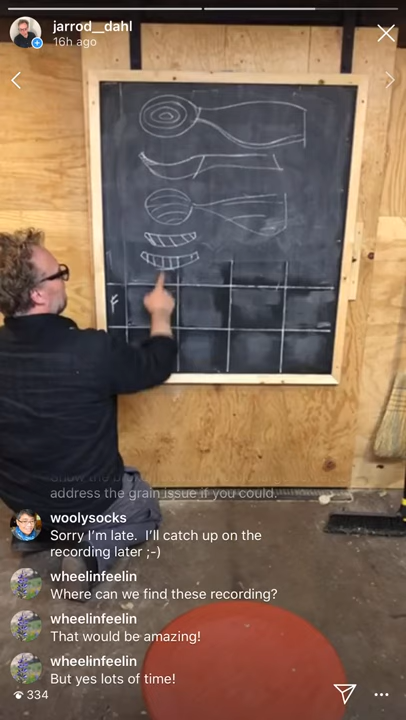 jarrod__dahl
16h ago
F
address the grain issue if you could.
woolysocks
Sorry I'm late.  I'll catch up on the
recording later ;-)
wheelinfeelin
Where can we find these recording?
wheelinfeelin
That would be amazing!
wheelinfeelin
But yes lots of time!
334